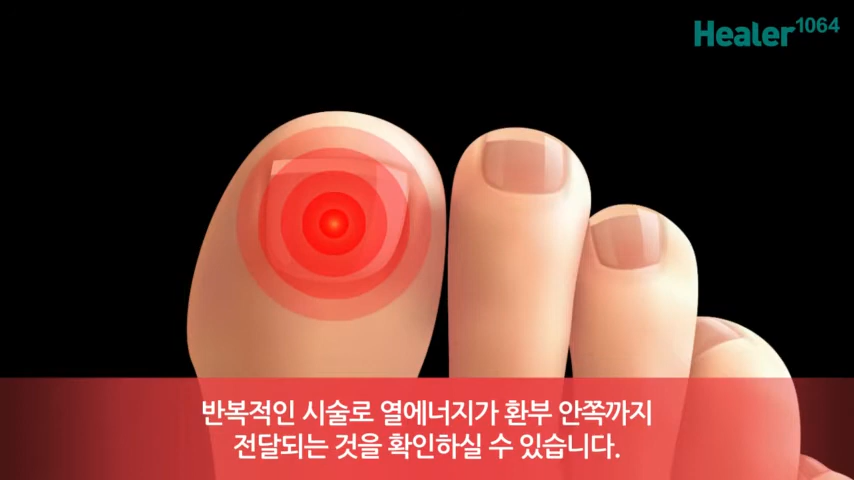 Healer1064
반복적인 시술로 열에너지가 환부 안쪽까지
전달되는 것을 확인하실 수 있습니다.